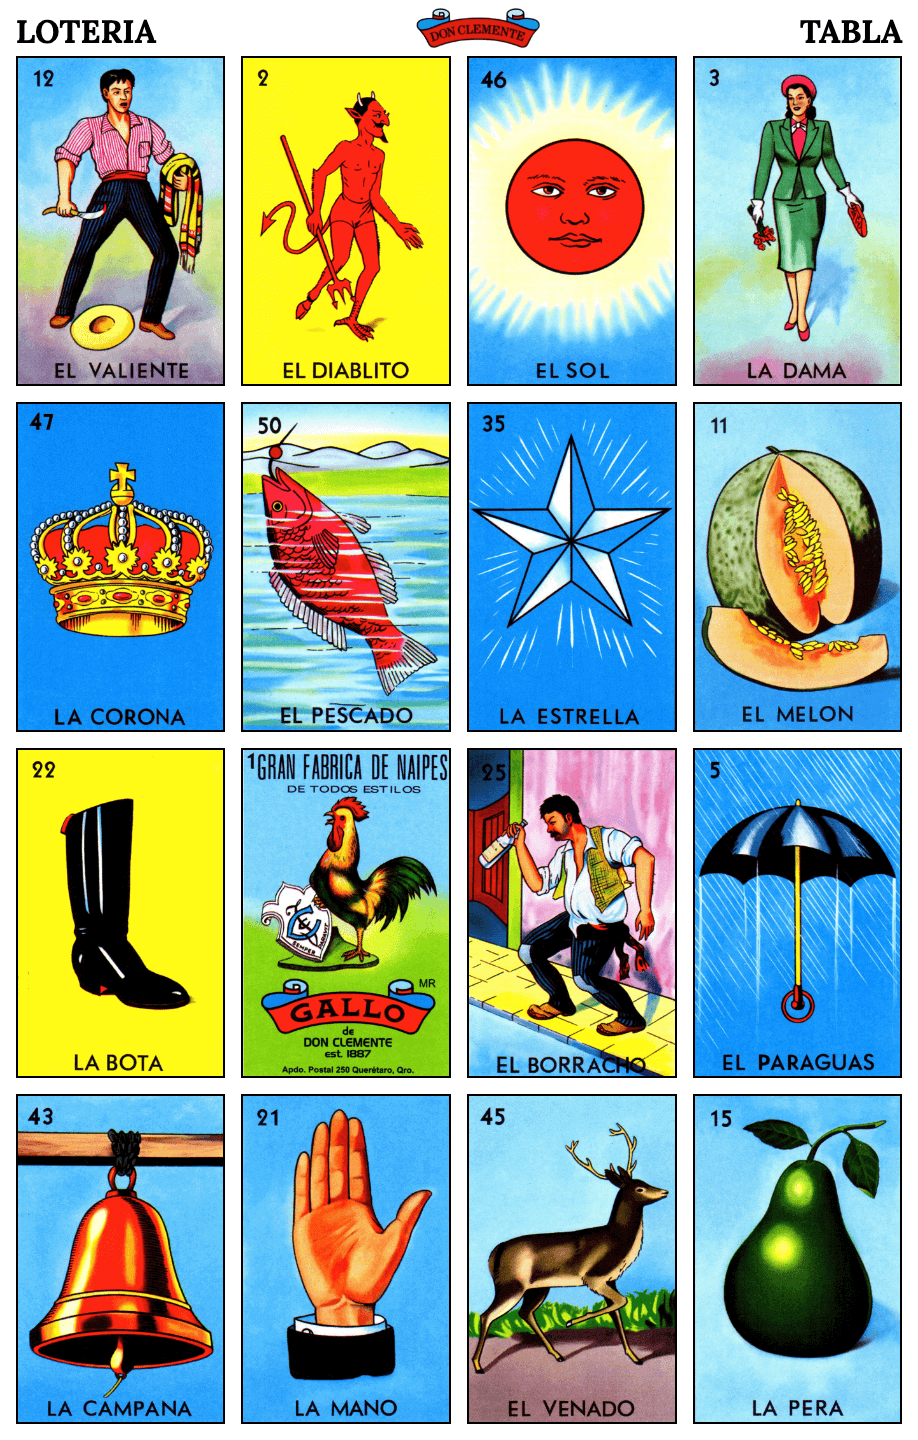 LOTERIA
DON CLEMENTE
TABLA
12
EL VALIENTE
2
EL DIABLITO
46
EL SOL
3
LA DAMA
47
LA CORONA
50
EL PESCADO
35
LA ESTRELLA
11
EL MELON
22
LA BOTA
1
GRAN FABRICA DE NAIPES
DE TODOS ESTILOS
SEMPER
MR
GALLO
de
DON CLEMENTE
est. 1887
Apdo. Postal 250 Querétaro, Qro.
25
EL BORRACHO
5
EL PARAGUAS
43
LA CAMPANA
21
LA MANO
45
EL VENADO
15
LA PERA